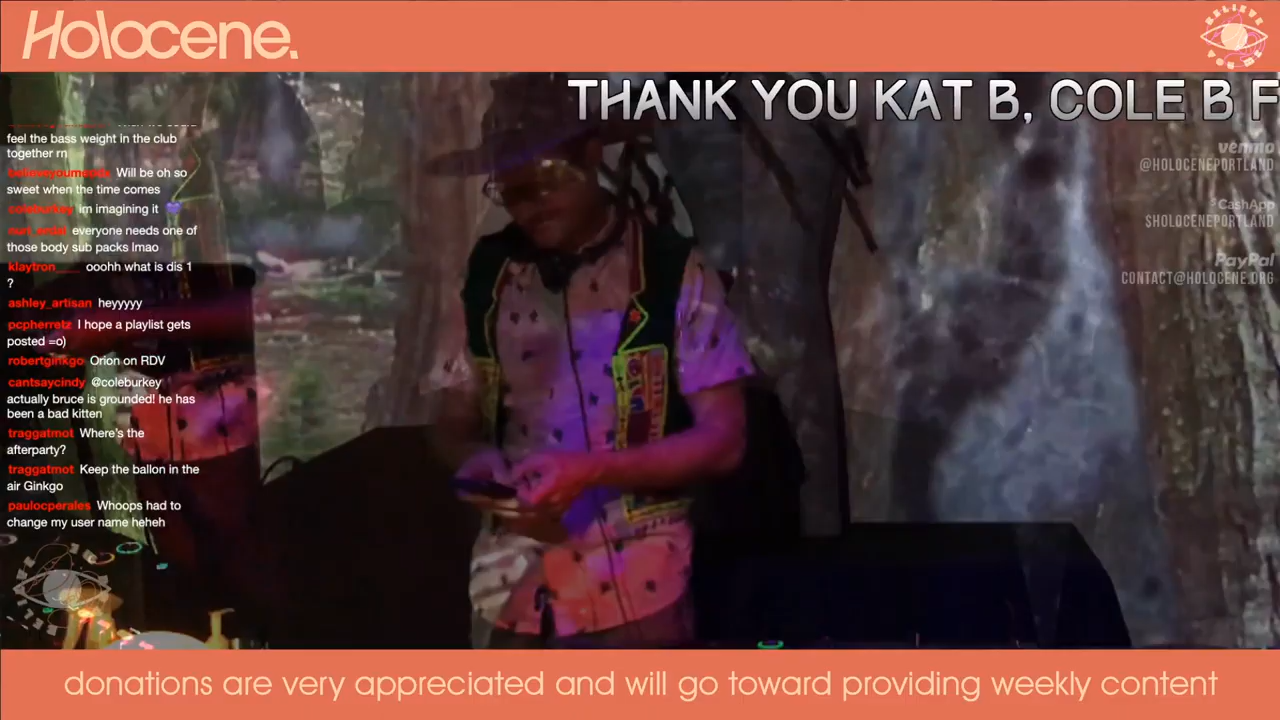 Holocene.
THANK YOU KAT B, COLE B F
venmo
@HOLOCENEPORTLAND
$CashApp
$HOLOCENEPORTLAND
PayPal
CONTACT@HOLOCENE.ORG
feel the bass weight in the club
together rn
Will be oh so
sweet when the time comes
coleburkey im imagining it
everyone needs one of
those body sub packs lmao
klaytron___ ooohh what is dis 1
?
ashley_artisan heyyyyy
pcpherretz I hope a playlist gets
posted =o)
robertginkgo Orion on RDV
cantsaycindy @coleburkey
actually bruce is grounded! he has
been a bad kitten
traggatmot Where's the
afterparty?
traggatmot Keep the ballon in the
air Ginkgo
paulocperales Whoops had to
change my user name heheh
donations are very appreciated and will go toward providing weekly content